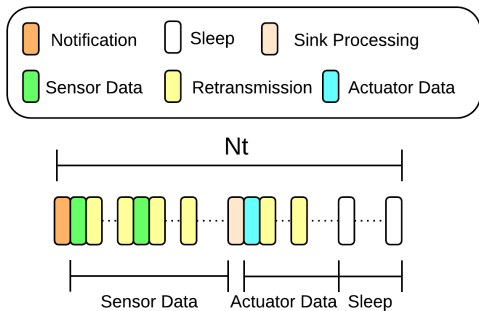 Notification Sleep Sink Processing
Sensor Data Retransmission Actuator Data
Nt
Sensor Data Actuator Data Sleep